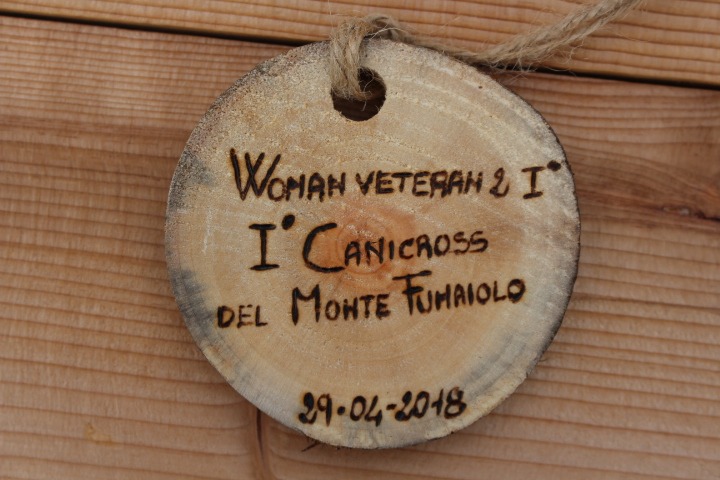 WOMAN VETERAN 2 I°
I° CANICROSS
DEL MONTE FUMAIOLO
29·04-2018